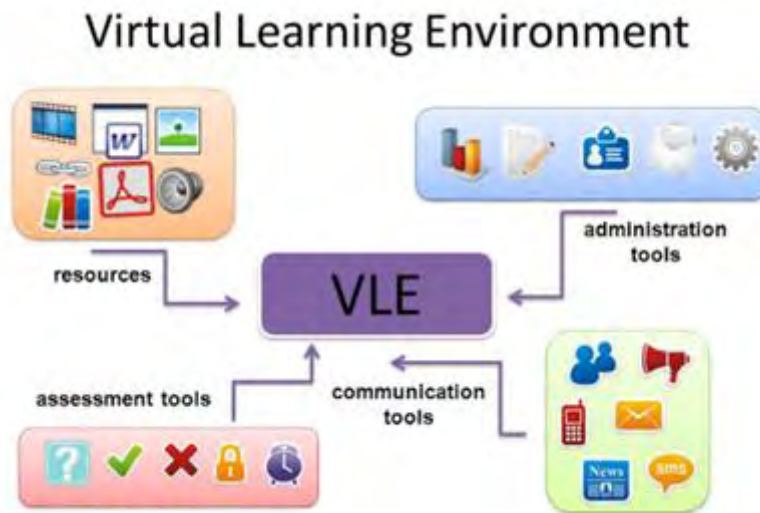 Virtual Learning Environment
W
resources
administration
tools
VLE
assessment tools
communication
tools
?
News
sms